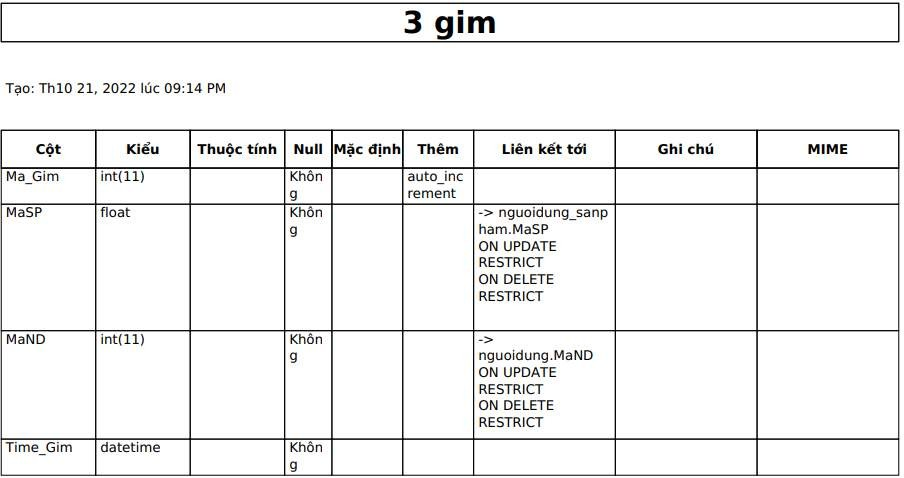 3 gim
Tạo: Th10 21, 2022 lúc 09:14 PM
Cột Kiểu Thuộc tính Null Mặc định Thêm Liên kết tới Ghi chú MIME
Ma_Gim int(11) Khôn auto_inc
g rement
MaSP float Khôn -> nguoidung_sanp
g ham.MaSP
ON UPDATE
RESTRICT
ON DELETE
RESTRICT
MaND int(11) Khôn ->
g nguoidung.MaND
ON UPDATE
RESTRICT
ON DELETE
RESTRICT
Time_Gim datetime Khôn
g